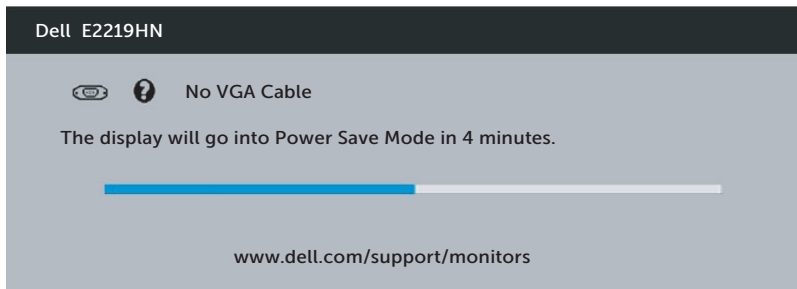 Dell E2219HN
No VGA Cable
The display will go into Power Save Mode in 4 minutes.
www.dell.com/support/monitors